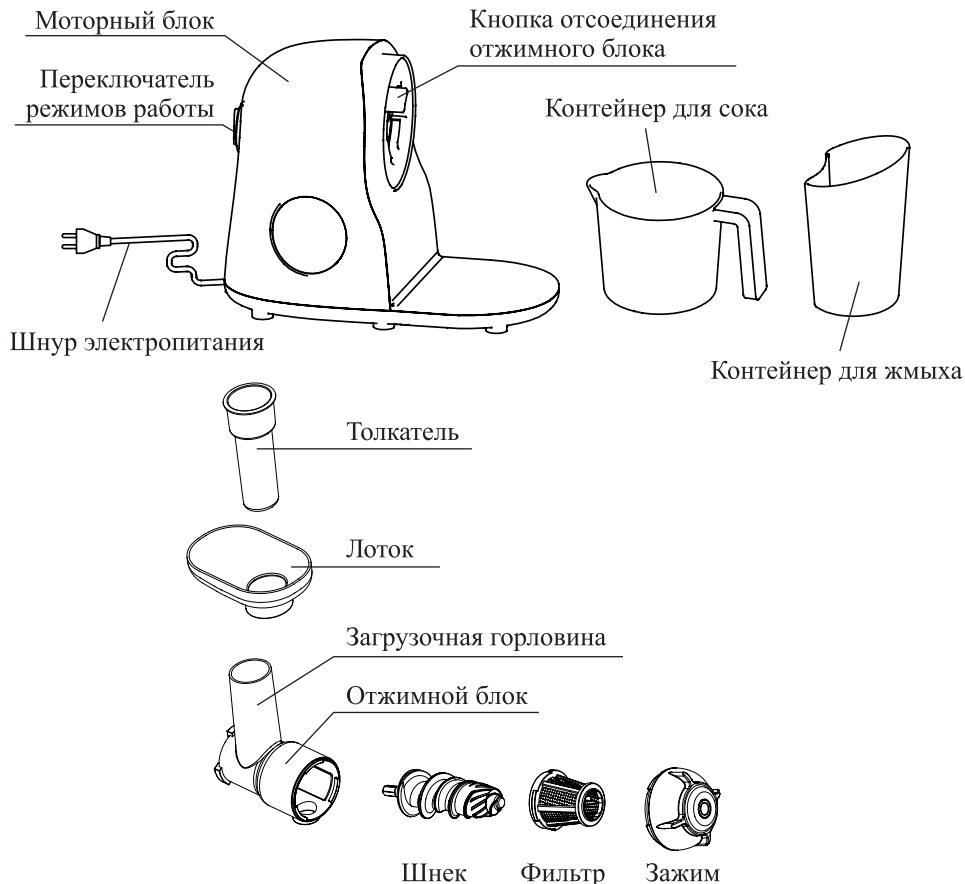 Моторный блок
Кнопка отсоединения
отжимного блока
Переключатель
режимов работы
Контейнер для сока
Шнур электропитания
Контейнер для жмыха
Толкатель
Лоток
Загрузочная горловина
Отжимной блок
Шнек
Фильтр
Зажим